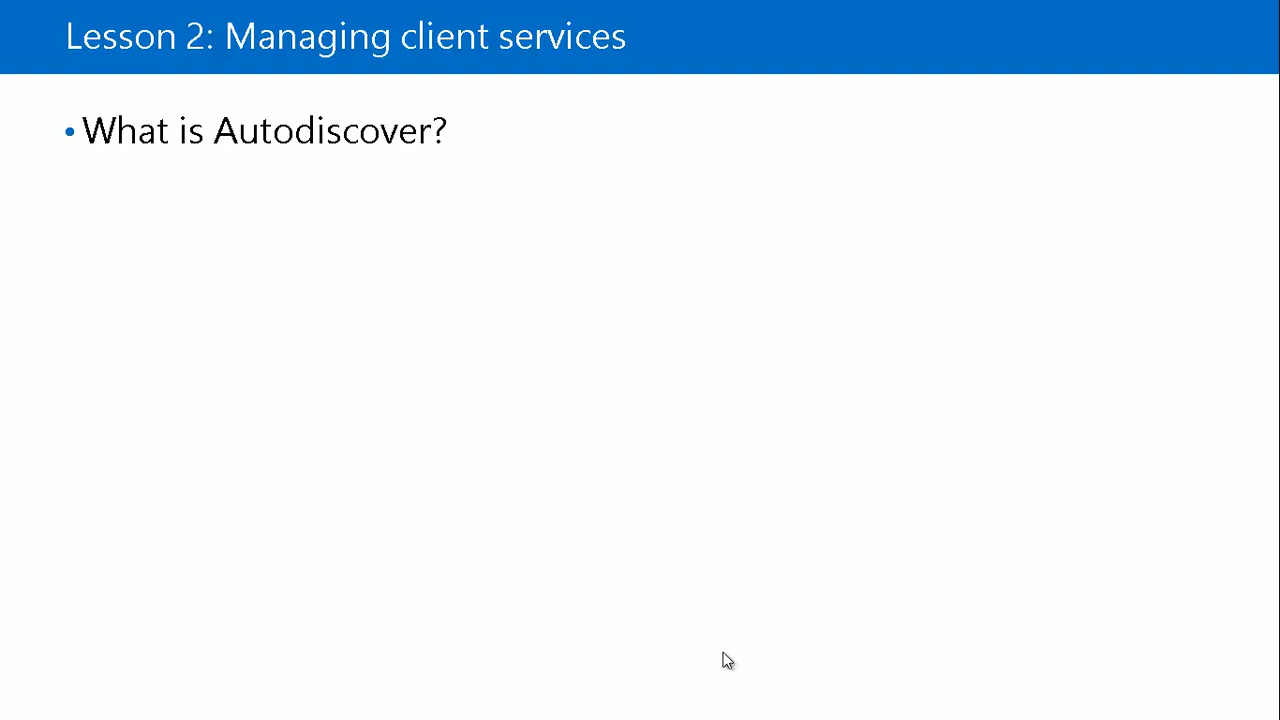 Lesson 2: Managing client services
• What is Autodiscover?